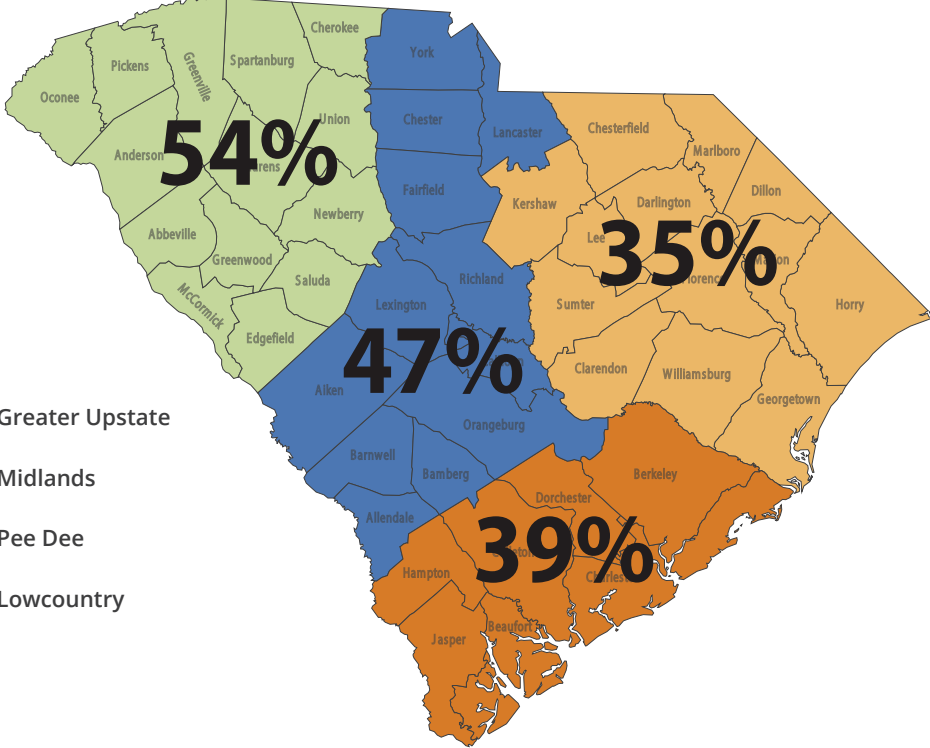 Cherokee
York
Pickens
Greenville
Spartanburg
Oconee
Union
Chester
Lancaster
Chesterfield
Marlboro
Anderson
54%
Fairfield
Dillon
Kershaw
Darlington
Newberry
Abbeville
Lee
35%
Greenwood
Saluda
Richland
McCormick
Lexington
Sumter
Horry
Edgefield
47%
Clarendon
Williamsburg
Aiken
Georgetown
Greater Upstate
Orangeburg
Barnwell
Midlands
Bamberg
Berkeley
Dorchester
Allendale
Pee Dee
39%
Hampton
Lowcountry
Beaufort
Jasper